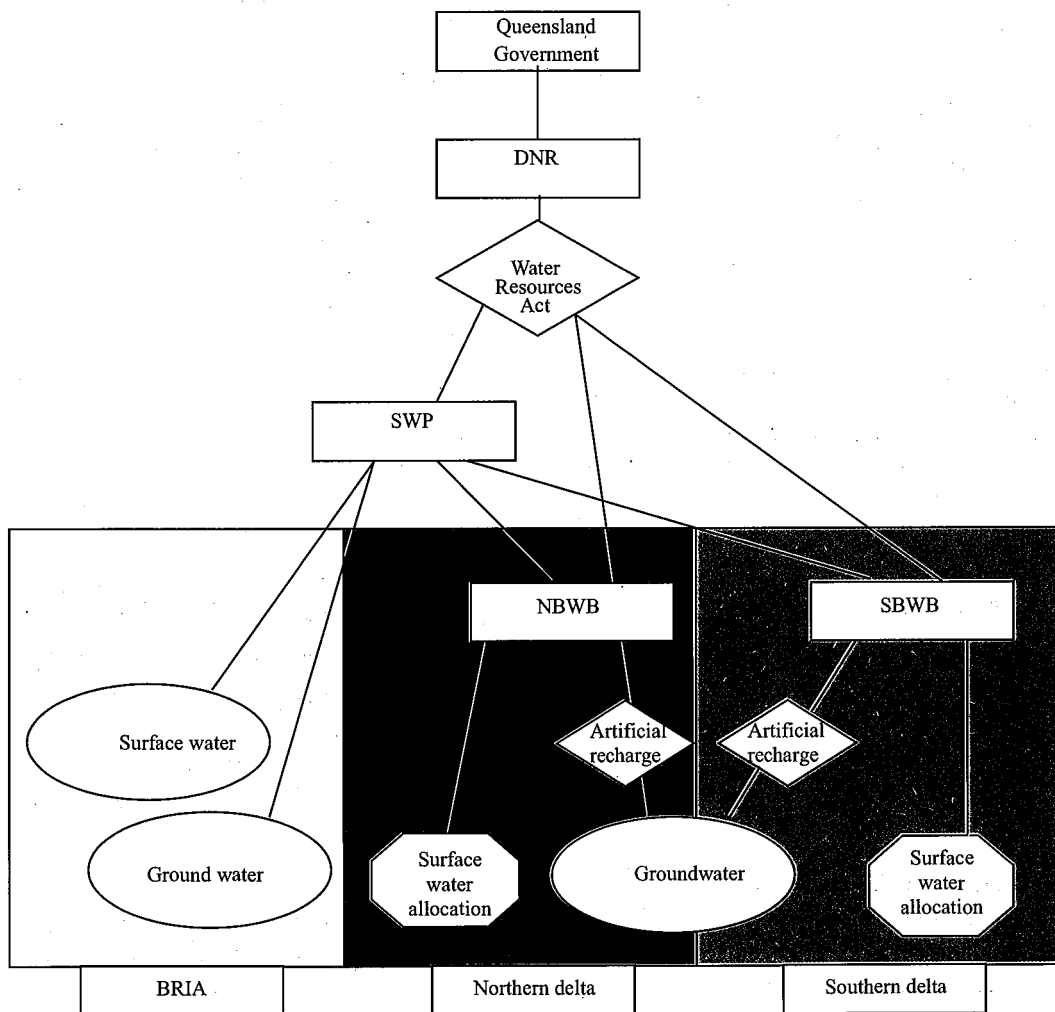 Queensland
Government
DNR
Water
Resources
Act
SWP
NBWB
SBWB
Surface water
Artificial
recharge
Artificial
recharge
Ground water
Surface
water
allocation
Groundwater
Surface
water
allocation
BRIA
Northern delta
Southern delta